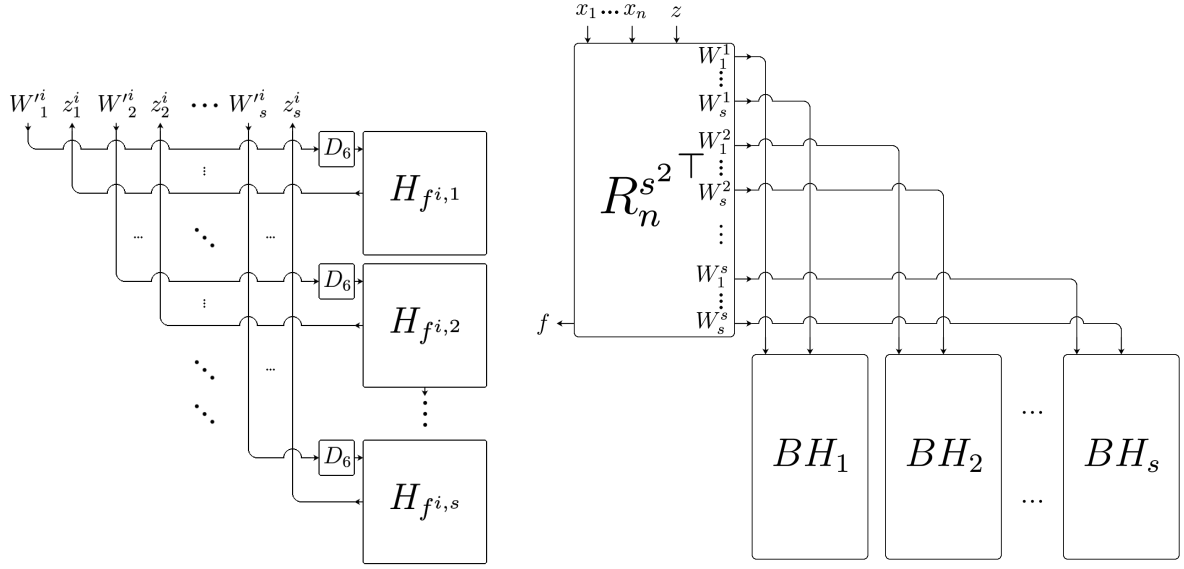 W'^i_1 z^i_1 W'^i_2 z^i_2 ⋯ W'^i_s z^i_s
D_6
H_{f^i,1}
D_6
H_{f^i,2}
D_6
H_{f^i,s}
x_1 ... x_n z
W^1_1
W^1_s
W^2_1
R^{s^2}_n ⊤
W^2_s
W^s_1
f W^s_s
BH_1 BH_2 ... BH_s